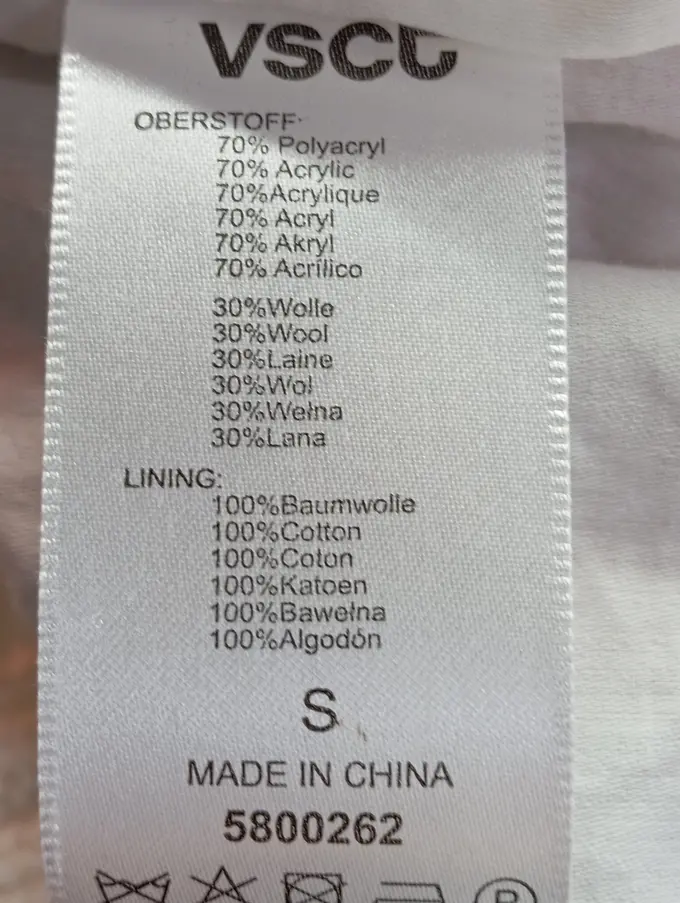 VSCT
OBERSTOFF:
70% Polyacryl
70% Acrylic
70%Acrylique
70% Acryl
70% Akryl
70% Acrílico
30%Wolle
30%Wool
30%Laine
30%Wol
30%Wełna
30%Lana
LINING:
100%Baumwolle
100%Cotton
100%Coton
100%Katoen
100%Bawełna
100%Algodón
S
MADE IN CHINA
5800262
P